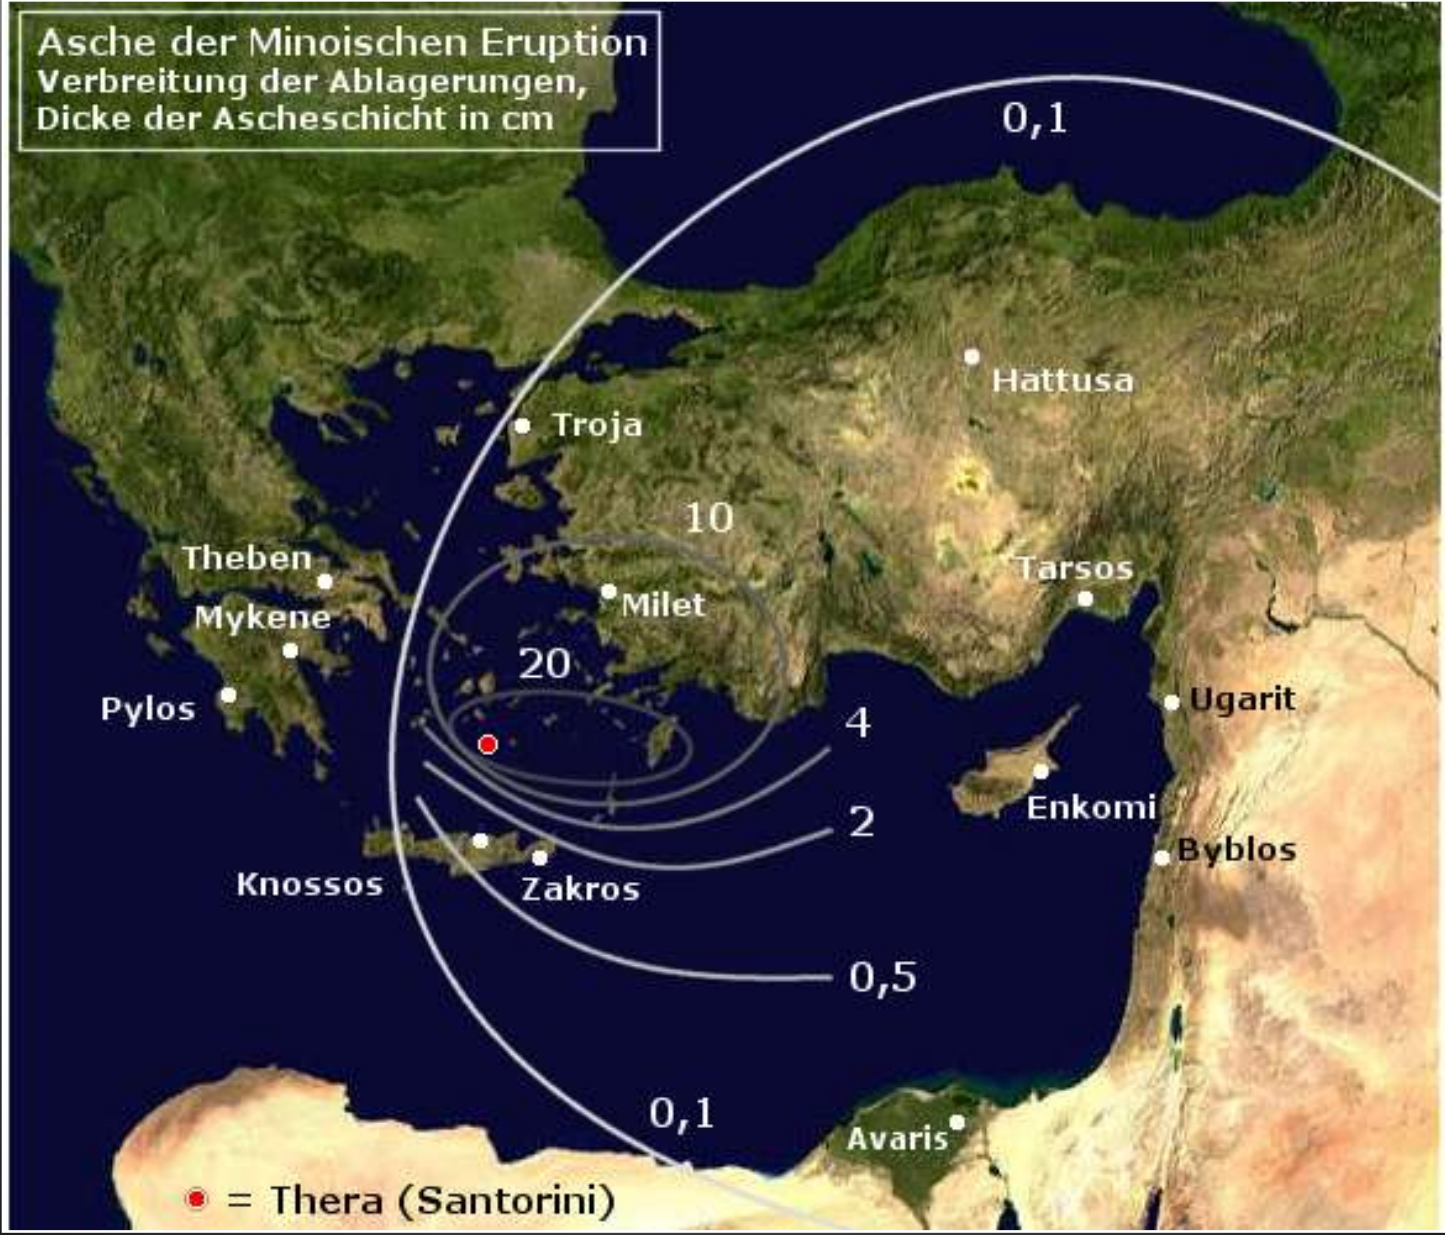 Asche der Minoischen Eruption
Verbreitung der Ablagerungen,
Dicke der Ascheschicht in cm
0,1
Hattusa
Troja
10
Theben
Tarsos
Milet
Mykene
20
Ugarit
Pylos
4
Enkomi
2
Byblos
Knossos
Zakros
0,5
0,1
Avaris
= Thera (Santorini)